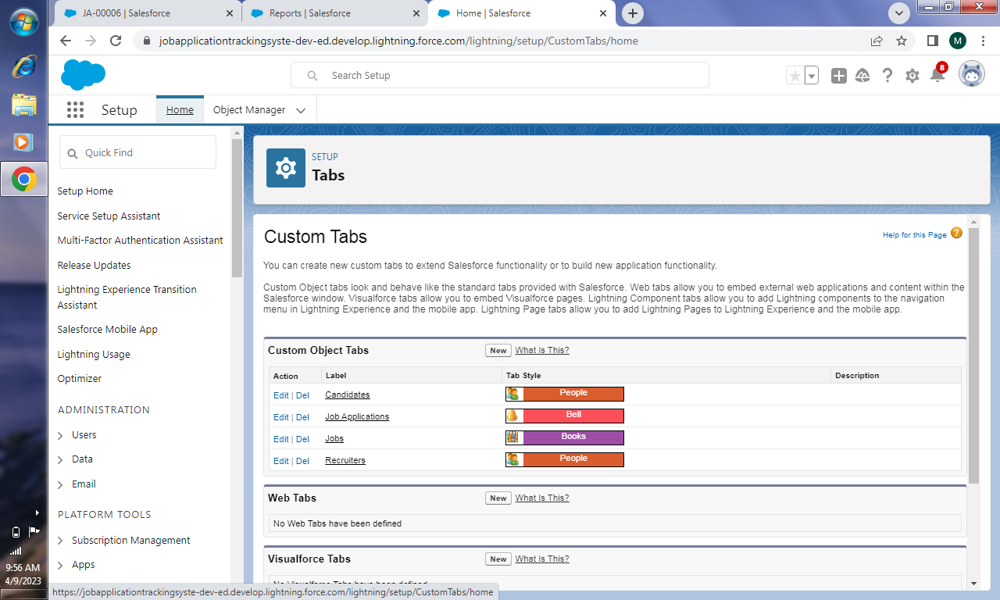 JA-00006 | Salesforce
Reports | Salesforce
Home | Salesforce
jobapplicationtrackingsyste-dev-ed.develop.lightning.force.com/lightning/setup/CustomTabs/home
M
Search Setup
8
Setup
Home
Object Manager
Quick Find
Setup Home
Service Setup Assistant
Multi-Factor Authentication Assistant
Release Updates
Lightning Experience Transition
Assistant
Salesforce Mobile App
Lightning Usage
Optimizer
ADMINISTRATION
Users
Data
Email
PLATFORM TOOLS
Subscription Management
Apps
SETUP
Tabs
Custom Tabs
Help for this Page
You can create new custom tabs to extend Salesforce functionality or to build new application functionality.
Custom Object tabs look and behave like the standard tabs provided with Salesforce. Web tabs allow you to embed external web applications and content within the
Salesforce window. Visualforce tabs allow you to embed Visualforce pages. Lightning Component tabs allow you to add Lightning components to the navigation
menu in Lightning Experience and the mobile app. Lightning Page tabs allow you to add Lightning Pages to Lightning Experience and the mobile app.
Custom Object Tabs New What Is This?
Action Label Tab Style Description
Edit | Del Candidates People
Edit | Del Job Applications Bell
Edit | Del Jobs Books
Edit | Del Recruiters People
Web Tabs New What Is This?
No Web Tabs have been defined
Visualforce Tabs New What Is This?
No Visualforce Tabs have been defined
9:56 AM
4/9/2023
https://jobapplicationtrackingsyste-dev-ed.develop.lightning.force.com/lightning/setup/CustomTabs/home